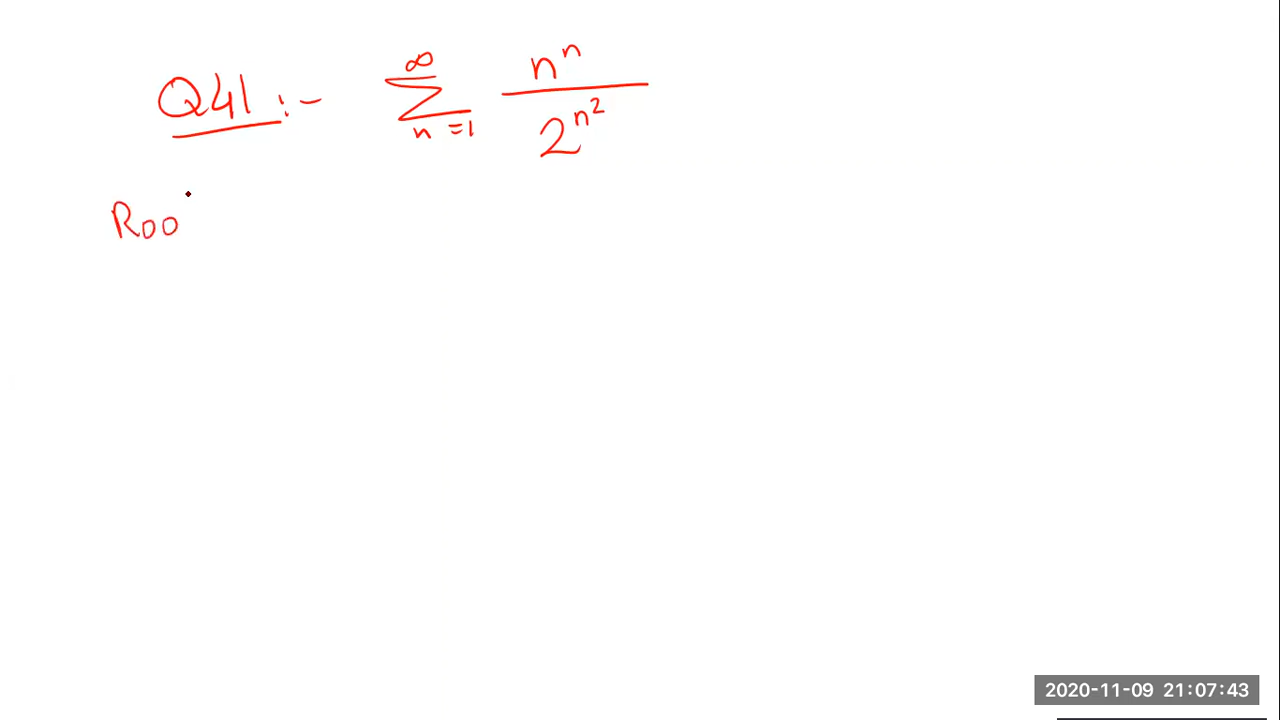 Q41 :- ∑_{n=1}^{∞} n^n / 2^{n^2}
Roo
2020-11-09 21:07:43